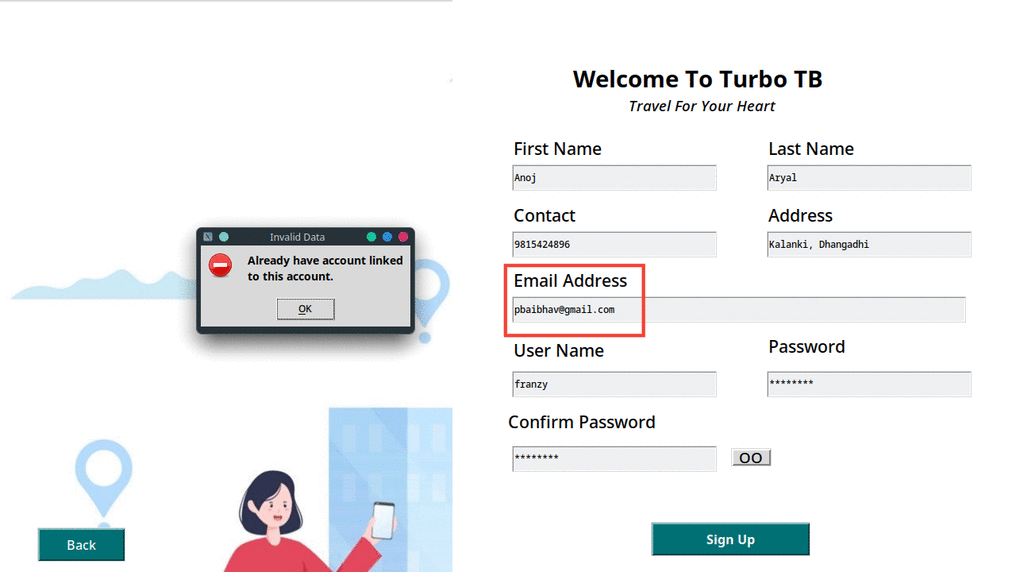 Welcome To Turbo TB
Travel For Your Heart
First Name
Last Name
Anoj
Aryal
Contact
Address
9815424896
Kalanki, Dhangadhi
Email Address
pbaibhav@gmail.com
User Name
Password
franzy
********
Confirm Password
********
OO
Sign Up
Invalid Data
Already have account linked
to this account.
OK
Back